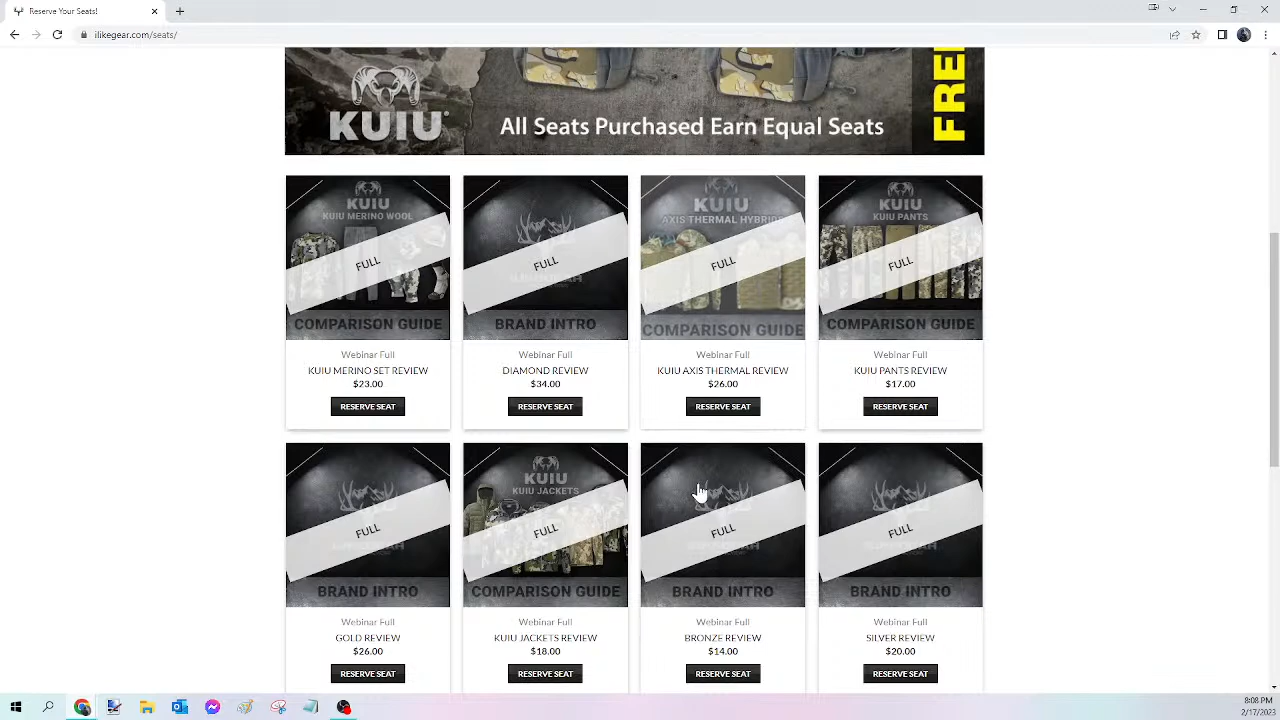 Reserve Your Seats!
ilikegear.com/seats/
KUIU
All Seats Purchased Earn Equal Seats
FREE
KUIU
KUIU MERINO WOOL
FULL
COMPARISON GUIDE
Webinar Full
KUIU MERINO SET REVIEW
$23.00
RESERVE SEAT
FULL
BRAND INTRO
Webinar Full
DIAMOND REVIEW
$34.00
RESERVE SEAT
KUIU
AXIS THERMAL HYBRID
FULL
COMPARISON GUIDE
Webinar Full
KUIU AXIS THERMAL REVIEW
$26.00
RESERVE SEAT
KUIU
KUIU PANTS
FULL
COMPARISON GUIDE
Webinar Full
KUIU PANTS REVIEW
$17.00
RESERVE SEAT
FULL
BRAND INTRO
Webinar Full
GOLD REVIEW
$26.00
RESERVE SEAT
KUIU
KUIU JACKETS
FULL
COMPARISON GUIDE
Webinar Full
KUIU JACKETS REVIEW
$18.00
RESERVE SEAT
FULL
BRAND INTRO
Webinar Full
BRONZE REVIEW
$14.00
RESERVE SEAT
FULL
BRAND INTRO
Webinar Full
SILVER REVIEW
$20.00
RESERVE SEAT
8:08 PM
2/17/2023